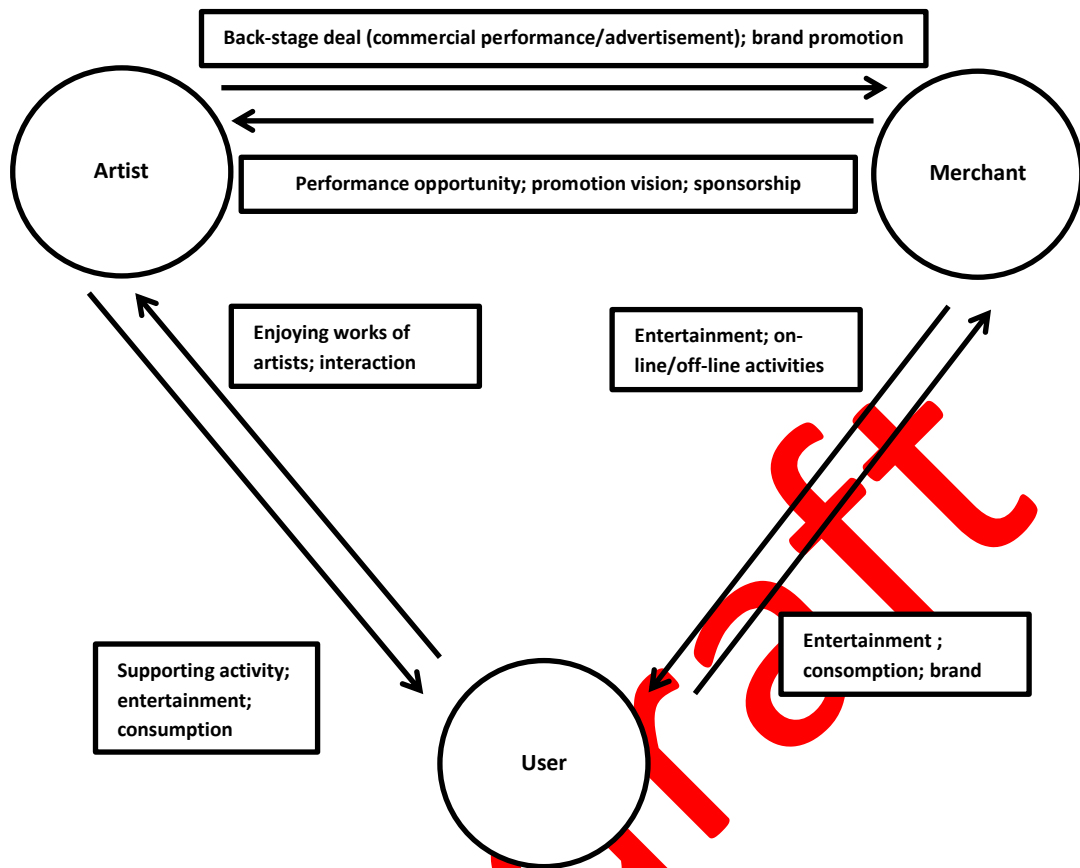 Back-stage deal (commercial performance/advertisement); brand promotion
Artist
Merchant
Performance opportunity; promotion vision; sponsorship
Enjoying works of
artists; interaction
Entertainment; on-
line/off-line activities
Supporting activity;
entertainment;
consumption
Entertainment ;
consomption; brand
User